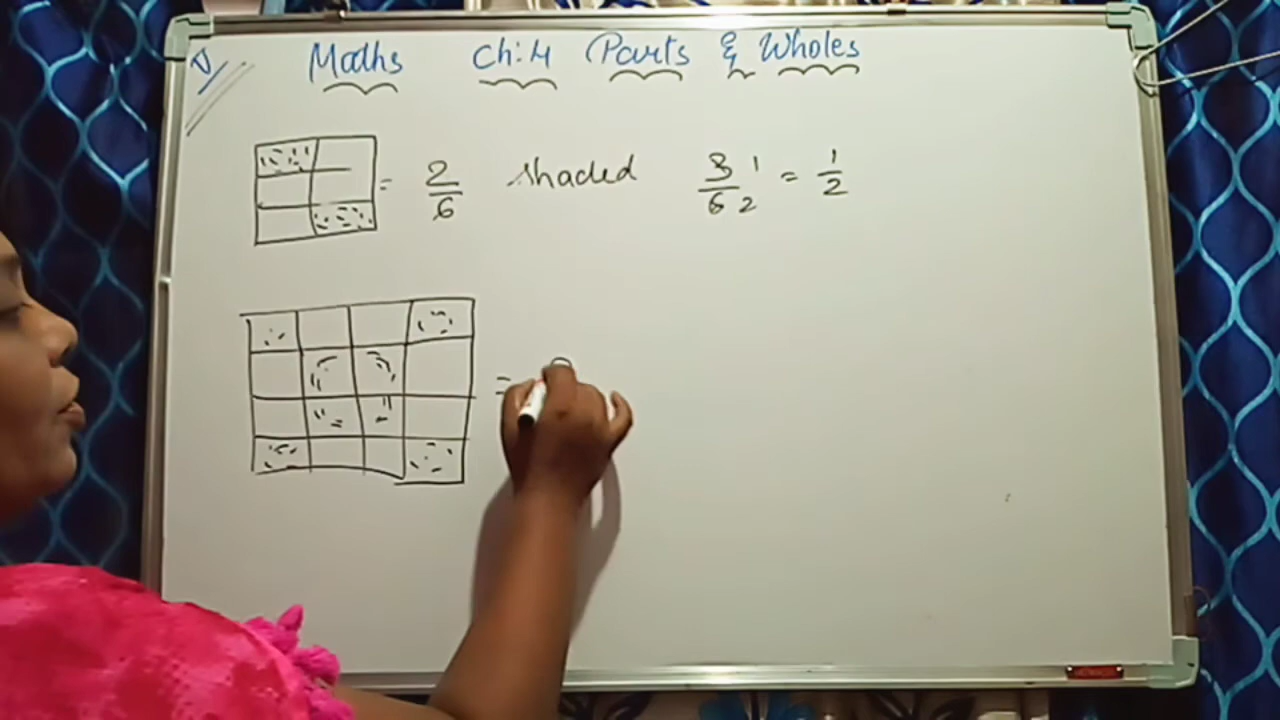 V
Maths Ch:4 Parts & Wholes
= 2/6 shaded 3/6 1 2 = 1/2
=